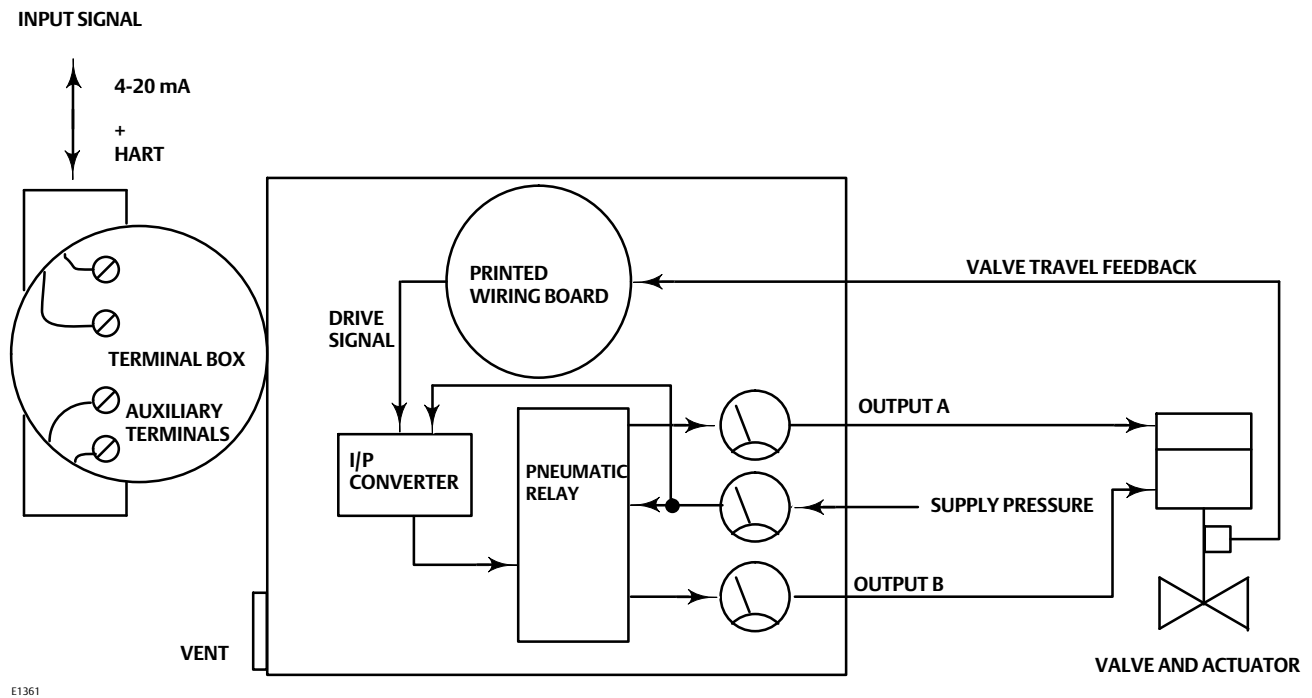 INPUT SIGNAL
4-20 mA
+
HART
TERMINAL BOX
AUXILIARY
TERMINALS
PRINTED
WIRING BOARD
VALVE TRAVEL FEEDBACK
DRIVE
SIGNAL
I/P
CONVERTER
PNEUMATIC
RELAY
OUTPUT A
SUPPLY PRESSURE
OUTPUT B
VENT
VALVE AND ACTUATOR
E1361